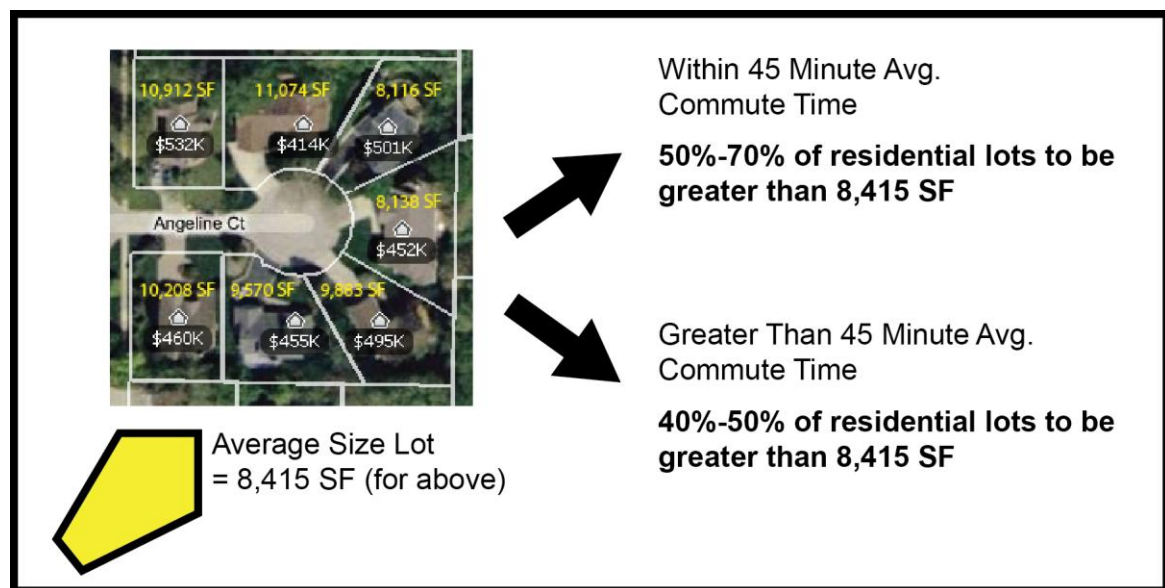 10,912 SF 11,074 SF 8,116 SF
$532K $414K $501K
8,138 SF
Angeline Ct
$452K
10,208 SF 9,570 SF 9,883 SF
$460K $455K $495K
Average Size Lot
= 8,415 SF (for above)
Within 45 Minute Avg.
Commute Time
50%-70% of residential lots to be
greater than 8,415 SF
Greater Than 45 Minute Avg.
Commute Time
40%-50% of residential lots to be
greater than 8,415 SF